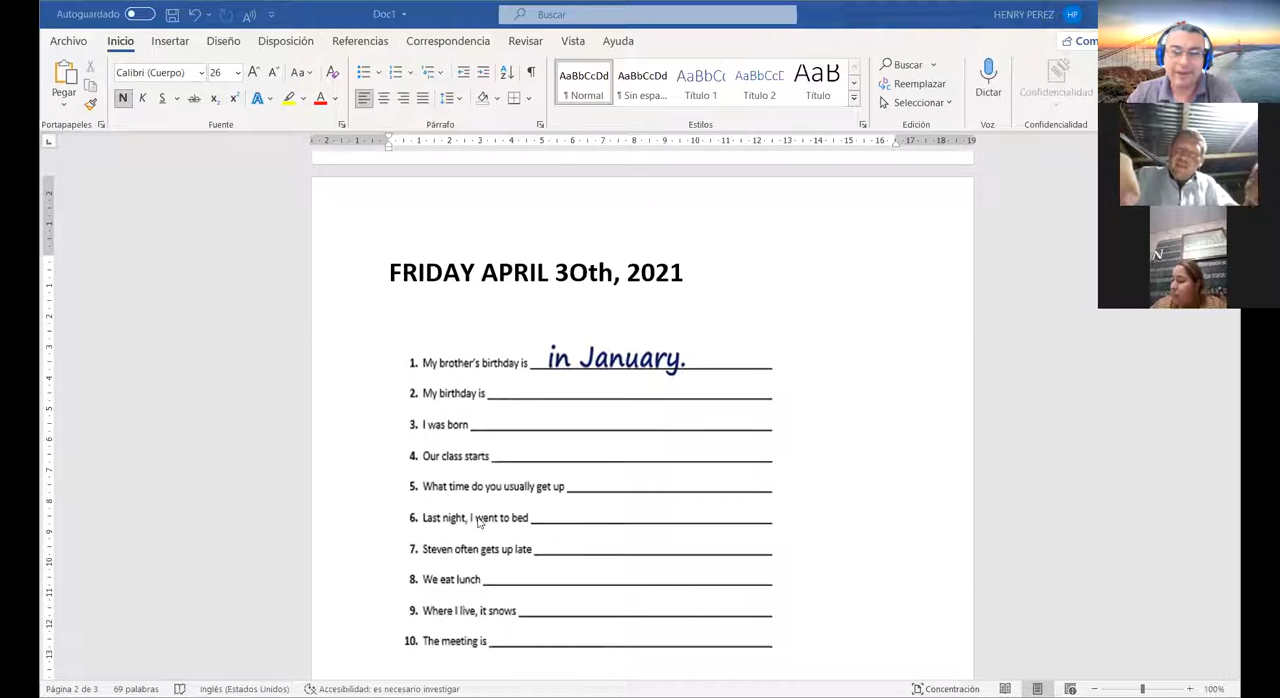 Autoguardado
Doc1
Buscar
HENRY PEREZ HP
Archivo Inicio Insertar Diseño Disposición Referencias Correspondencia Revisar Vista Ayuda Com
Pegar
Calibri (Cuerpo) 26 Aa
N K S ab x₂ x² A A
AaBbCcDd AaBbCcDd AaBbCc AaBbCcC AaB
¶ Normal ¶ Sin espa... Título 1 Título 2 Título
Buscar
Reemplazar
Seleccionar
Dictar
Confidencialidad
Portapapeles Fuente Párrafo Estilos Edición Voz Confidencialidad
FRIDAY APRIL 3Oth, 2021
1. My brother's birthday is in January.
2. My birthday is
3. I was born
4. Our class starts
5. What time do you usually get up
6. Last night, I went to bed
7. Steven often gets up late
8. We eat lunch
9. Where I live, it snows
10. The meeting is
Página 2 de 3 69 palabras Inglés (Estados Unidos) Accesibilidad: es necesario investigar Concentración 100%